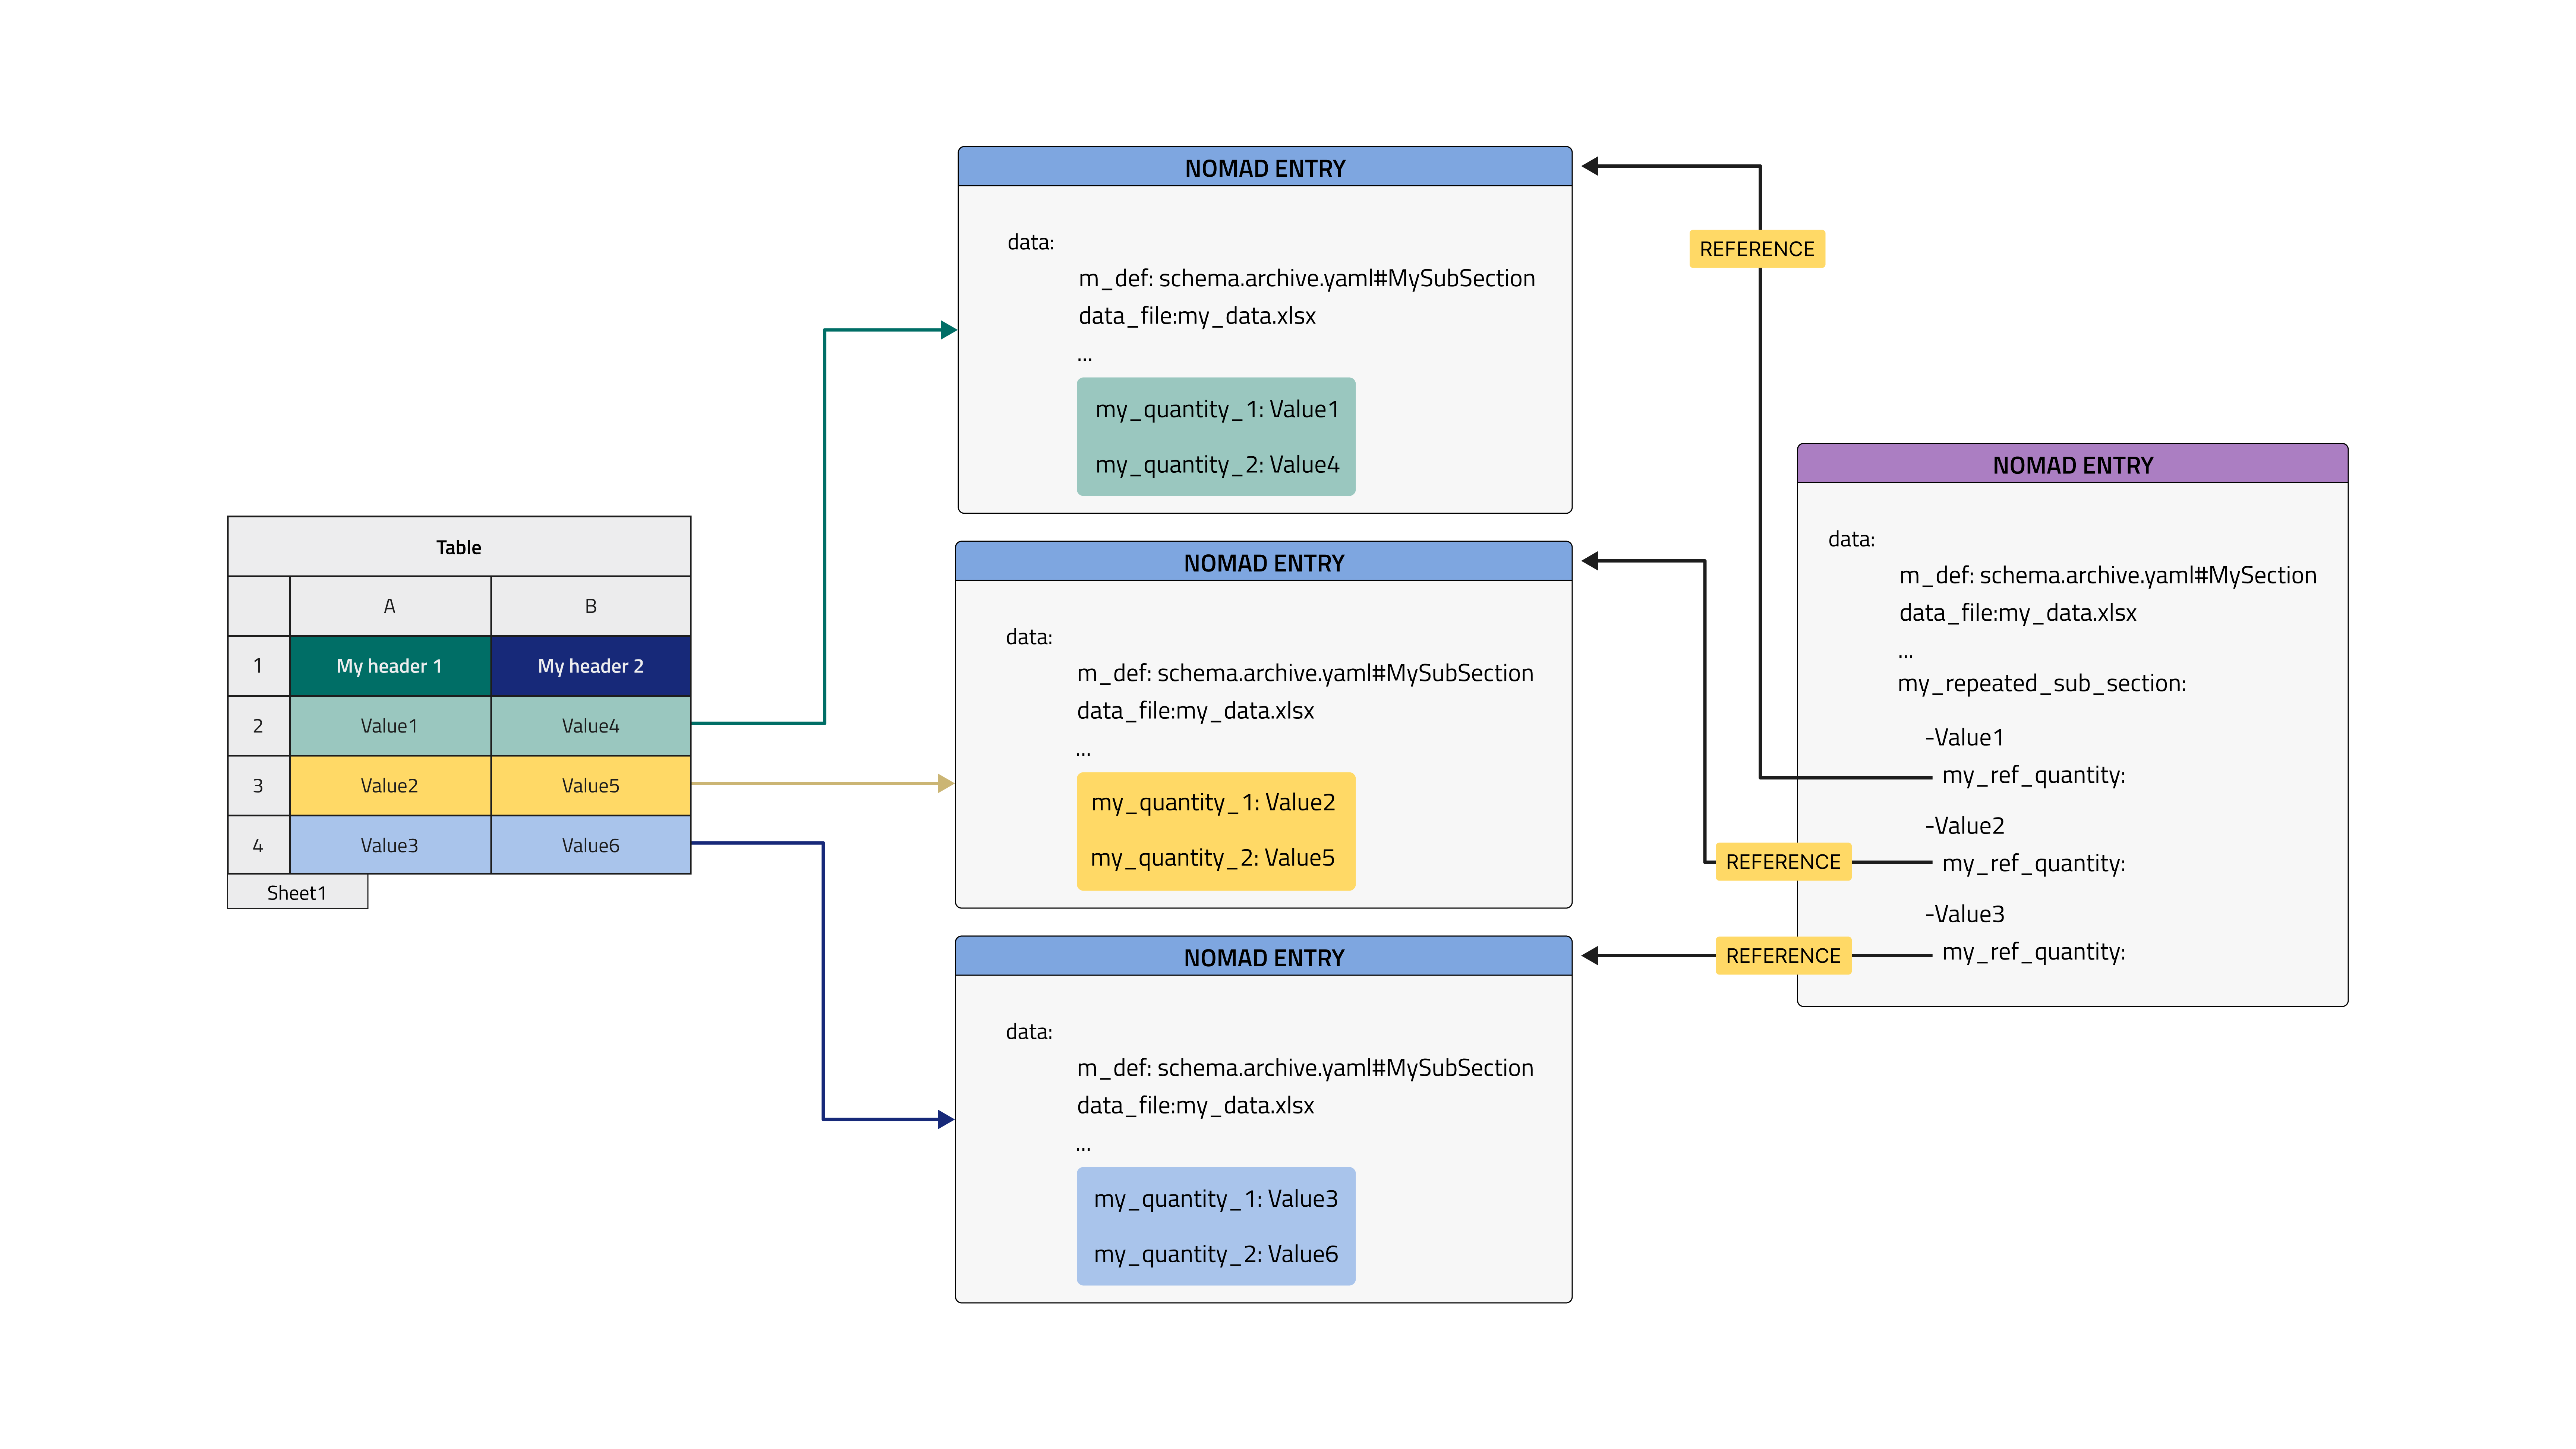 Table
A B
1 My header 1 My header 2
2 Value1 Value4
3 Value2 Value5
4 Value3 Value6
Sheet1
NOMAD ENTRY
data:
m_def: schema.archive.yaml#MySubSection
data_file:my_data.xlsx
...
my_quantity_1: Value1
my_quantity_2: Value4
NOMAD ENTRY
data:
m_def: schema.archive.yaml#MySubSection
data_file:my_data.xlsx
...
my_quantity_1: Value2
my_quantity_2: Value5
NOMAD ENTRY
data:
m_def: schema.archive.yaml#MySubSection
data_file:my_data.xlsx
...
my_quantity_1: Value3
my_quantity_2: Value6
REFERENCE
REFERENCE
REFERENCE
NOMAD ENTRY
data:
m_def: schema.archive.yaml#MySection
data_file:my_data.xlsx
...
my_repeated_sub_section:
-Value1
my_ref_quantity:
-Value2
my_ref_quantity:
-Value3
my_ref_quantity: